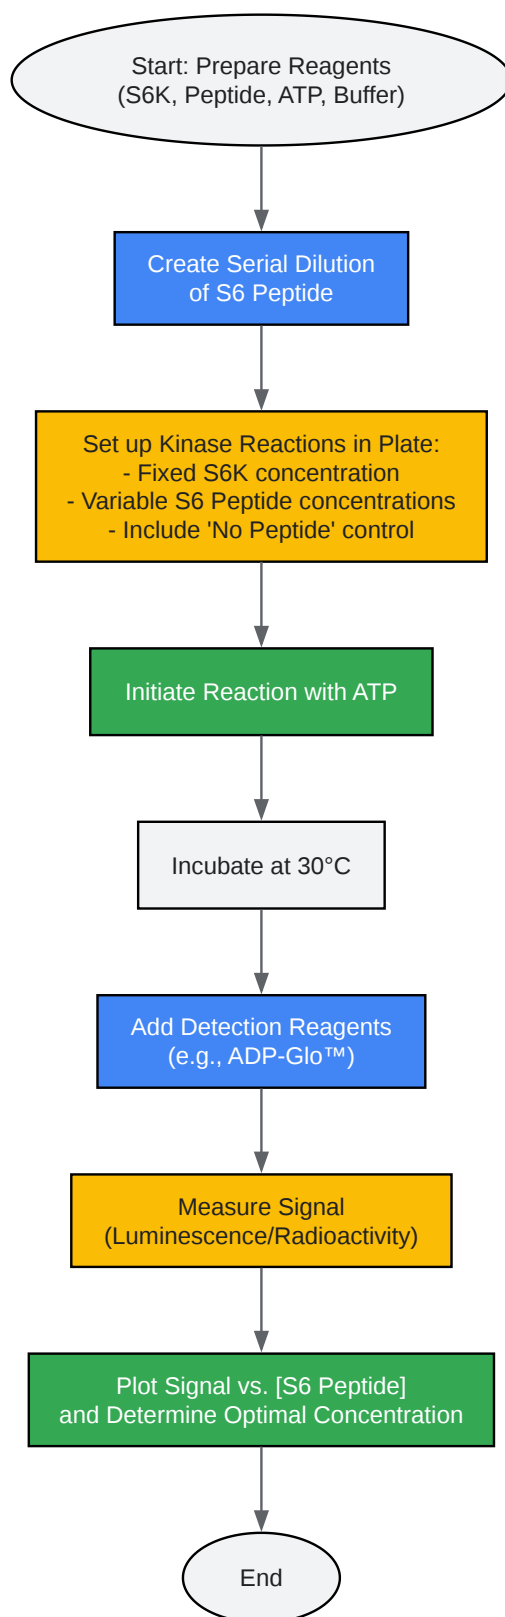 Start: Prepare Reagents
(S6K, Peptide, ATP, Buffer)
Create Serial Dilution
of S6 Peptide
Set up Kinase Reactions in Plate:
- Fixed S6K concentration
- Variable S6 Peptide concentrations
- Include 'No Peptide' control
Initiate Reaction with ATP
Incubate at 30°C
Add Detection Reagents
(e.g., ADP-Glo™)
Measure Signal
(Luminescence/Radioactivity)
Plot Signal vs. [S6 Peptide]
and Determine Optimal Concentration
End